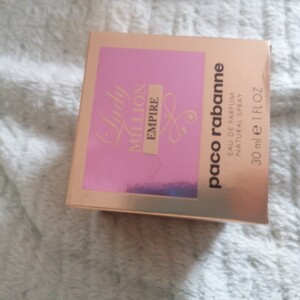 Lady
MILLION
EMPIRE
paco rabanne
EAU DE PARFUM
NATURAL SPRAY
30 ml ℮ 1 FL OZ